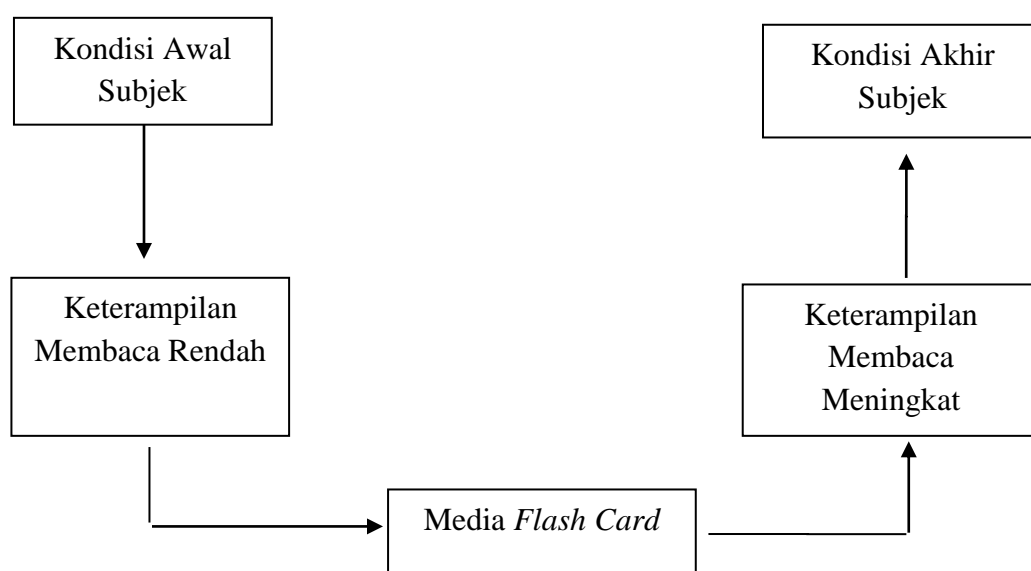 Kondisi Awal
Subjek
Kondisi Akhir
Subjek
Keterampilan
Membaca Rendah
Keterampilan
Membaca
Meningkat
Media Flash Card